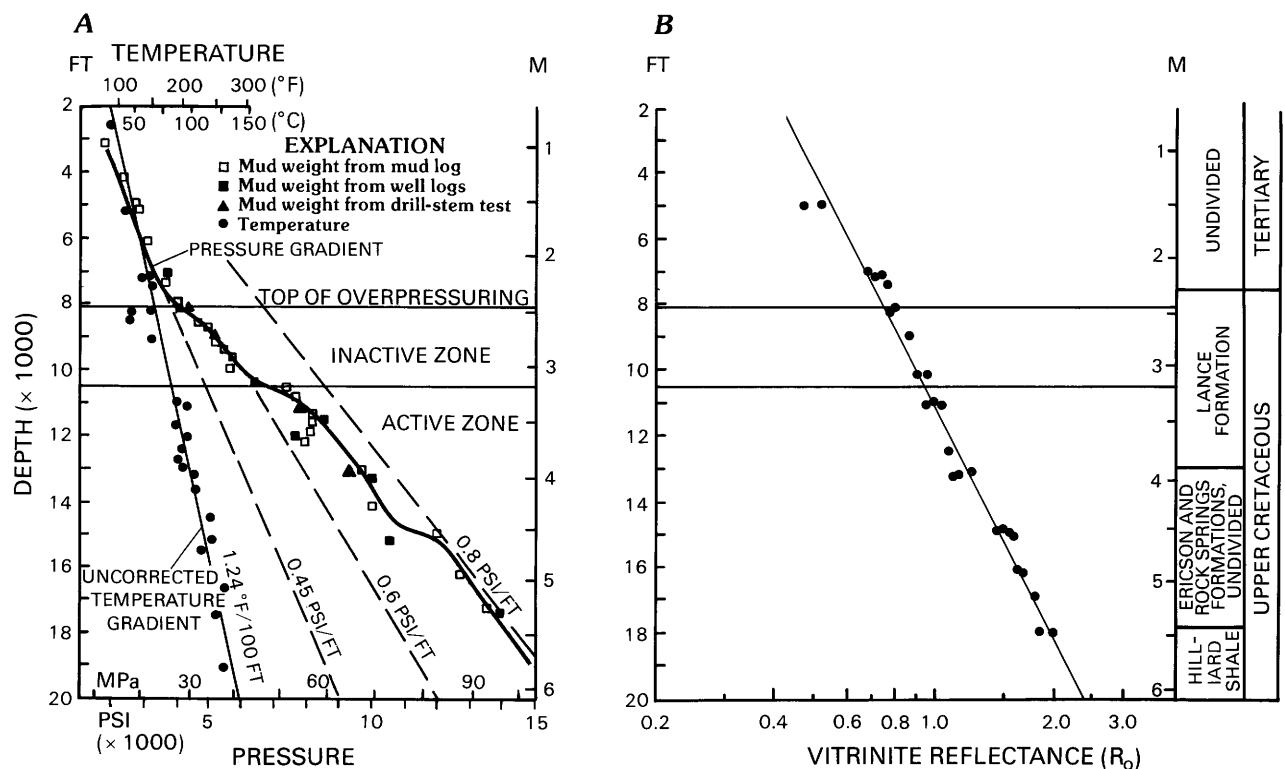 A
TEMPERATURE
FT
M
100 200 300 (°F)
50 100 150 (°C)
EXPLANATION
Mud weight from mud log
Mud weight from well logs
Mud weight from drill-stem test
Temperature
PRESSURE GRADIENT
TOP OF OVERPRESSURING
INACTIVE ZONE
ACTIVE ZONE
UNCORRECTED
TEMPERATURE
GRADIENT
1.24 °F/100 FT
0.45 PSI/FT
0.6 PSI/FT
0.8 PSI/FT
DEPTH (× 1000)
2
4
6
8
10
12
14
16
18
20
1
2
3
4
5
6
MPa 30 60 90
PSI 5 10 15
(× 1000)
PRESSURE
B
FT
M
2
4
6
8
10
12
14
16
18
20
0.2 0.4 0.6 0.8 1.0 2.0 3.0
VITRINITE REFLECTANCE (Ro)
1
2
3
4
5
6
UNDIVIDED
LANCE
FORMATION
ERICSON AND
ROCK SPRINGS
FORMATIONS,
UNDIVIDED
HILL-
IARD
SHALE
TERTIARY
UPPER CRETACEOUS